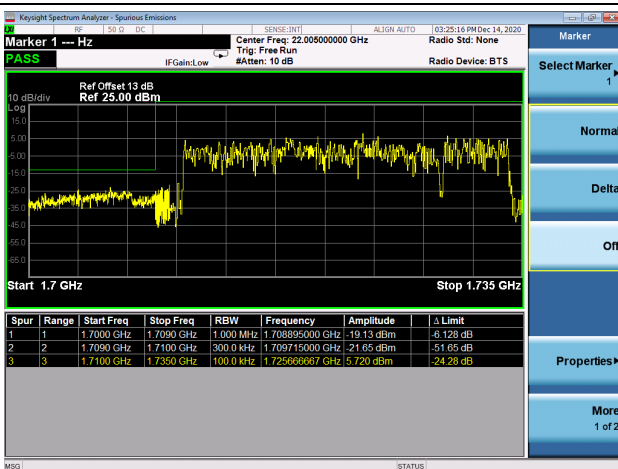 Keysight Spectrum Analyzer - Spurious Emissions
LXI RF 50 Ω DC SENSE:INT ALIGN AUTO 03:25:16 PM Dec 14, 2020
Marker 1 --- Hz
Center Freq: 22.005000000 GHz
Radio Std: None
Trig: Free Run
PASS
IFGain:Low
#Atten: 10 dB
Radio Device: BTS
Ref Offset 13 dB
10 dB/div Ref 25.00 dBm
Log
15.0
5.00
-5.00
-15.0
-25.0
-35.0
-45.0
-55.0
-65.0
Start 1.7 GHz Stop 1.735 GHz
Spur Range Start Freq Stop Freq RBW Frequency Amplitude Δ Limit
1 1 1.7000 GHz 1.7090 GHz 1.000 MHz 1.708895000 GHz -19.13 dBm -6.128 dB
2 2 1.7090 GHz 1.7100 GHz 300.0 kHz 1.709715000 GHz -21.65 dBm -51.65 dB
3 3 1.7100 GHz 1.7350 GHz 100.0 kHz 1.725666667 GHz 5.720 dBm -24.28 dB
MSG STATUS
Marker
Select Marker
1
Normal
Delta
Off
Properties
More
1 of 2